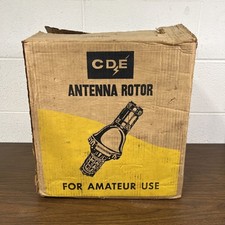 CDE
ANTENNA ROTOR
FOR AMATEUR USE